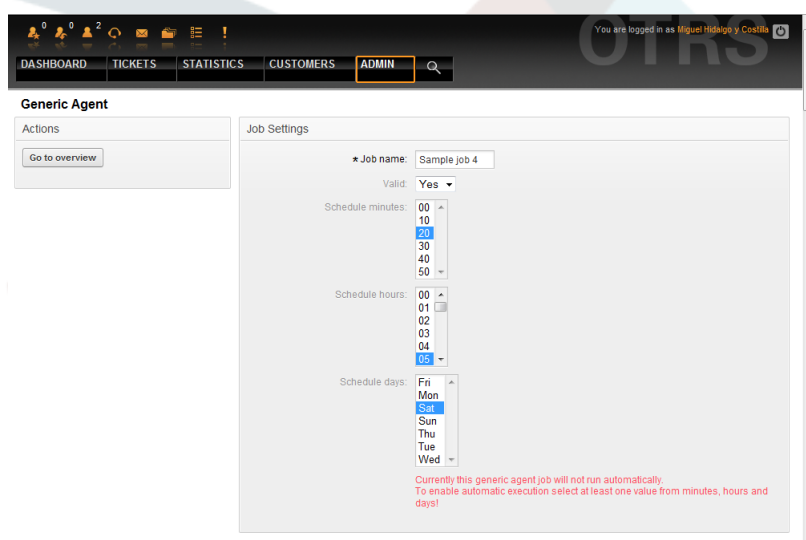 0 0 2
You are logged in as Miguel Hidalgo y Costilla
OTRS
DASHBOARD TICKETS STATISTICS CUSTOMERS ADMIN
Generic Agent
Actions
Go to overview
Job Settings
★ Job name: Sample job 4
Valid: Yes
Schedule minutes: 00
10
20
30
40
50
Schedule hours: 00
01
02
03
04
05
Schedule days: Fri
Mon
Sat
Sun
Thu
Tue
Wed
Currently this generic agent job will not run automatically.
To enable automatic execution select at least one value from minutes, hours and
days!